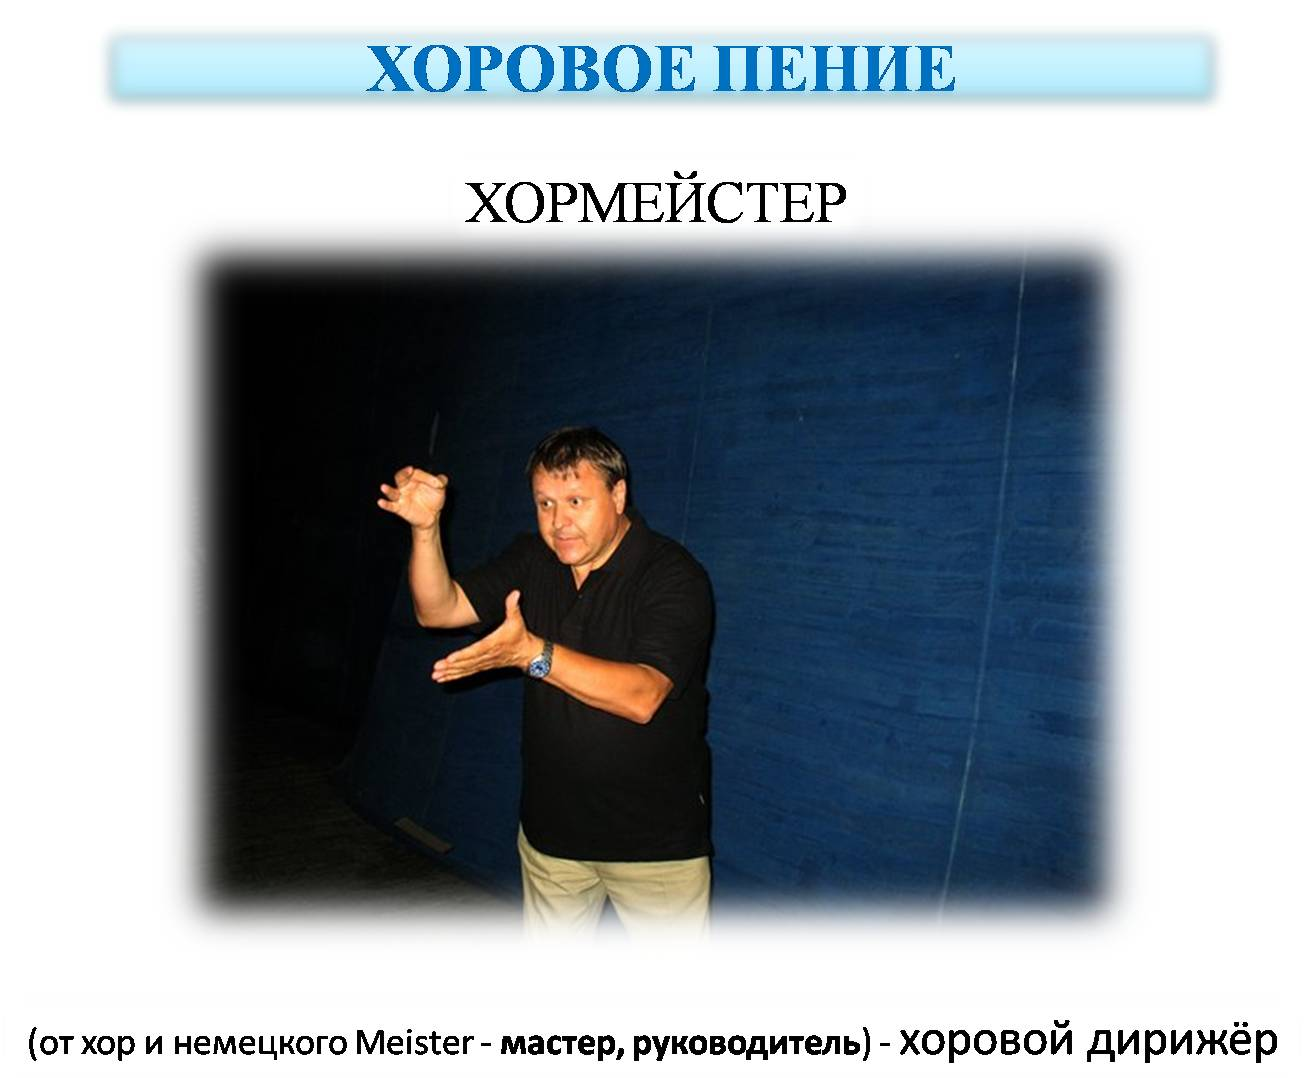 ХОРОВОЕ ПЕНИЕ
ХОРМЕЙСТЕР
(от хор и немецкого Meister - мастер, руководитель) - хоровой дирижёр